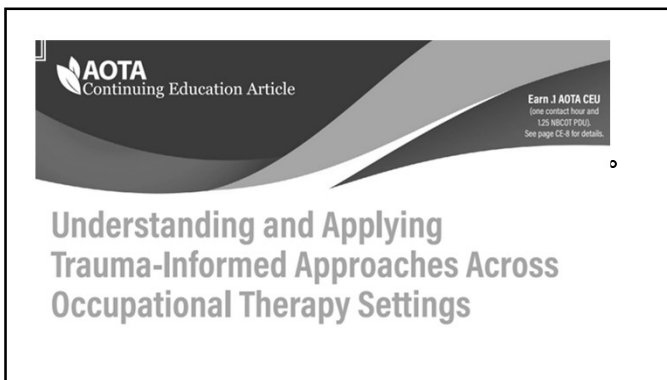 AOTA
Continuing Education Article
Earn .1 AOTA CEU
(one contact hour and
1.25 NBCOT PDU).
See page CE-8 for details.
Understanding and Applying
Trauma-Informed Approaches Across
Occupational Therapy Settings